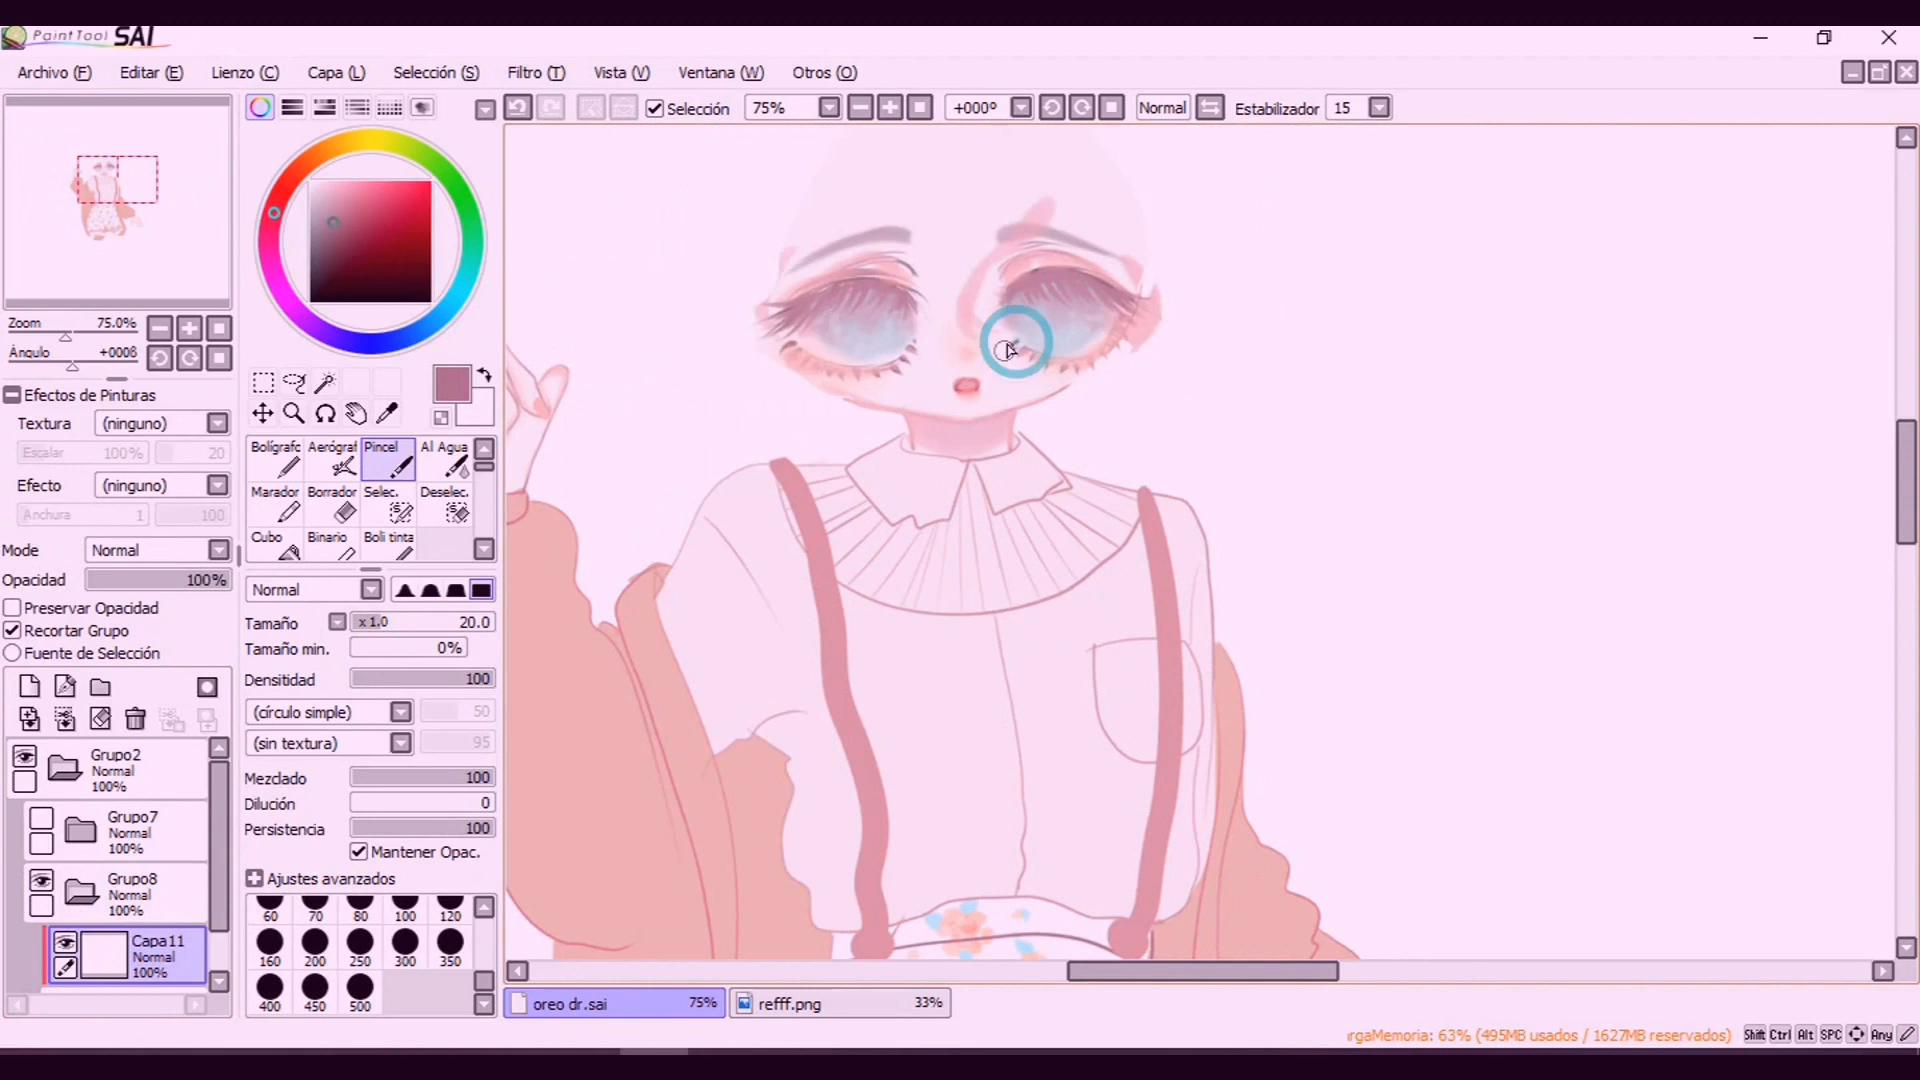 PaintTool SAI
Archivo (F) Editar (E) Lienzo (C) Capa (L) Selección (S) Filtro (T) Vista (V) Ventana (W) Otros (O)
Selección 75% +000º Normal Estabilizador 15
Zoom 75.0%
Ángulo +000ß
Efectos de Pinturas
Textura (ninguno)
Escalar 100% 20
Efecto (ninguno)
Anchura 1 100
Mode Normal
Opacidad 100%
Preservar Opacidad
Recortar Grupo
Fuente de Selección
Grupo2
Normal
100%
Grupo7
Normal
100%
Grupo8
Normal
100%
Capa11
Normal
100%
Bolígrafc Aerógraf Pincel Al Agua
Marador Borrador Selec. Deselec.
Cubo Binario Boli tinta
Normal
Tamaño x 1.0 20.0
Tamaño min. 0%
Densitidad 100
(círculo simple) 50
(sin textura) 95
Mezclado 100
Dilución 0
Persistencia 100
Mantener Opac.
Ajustes avanzados
60 70 80 100 120
160 200 250 300 350
400 450 500
oreo dr.sai 75% refff.png 33%
rgaMemoria: 63% (495MB usados / 1627MB reservados) Shift Ctrl Alt SPC Any